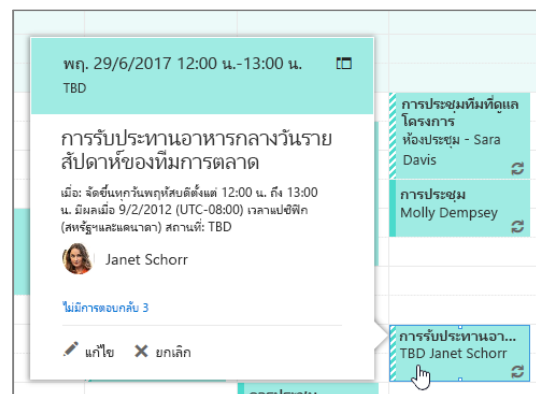 พฤ. 29/6/2017 12:00 น.-13:00 น.
TBD
การรับประทานอาหารกลางวันราย
สัปดาห์ของทีมการตลาด
เมื่อ: จัดขึ้นทุกวันพฤหัสบดีตั้งแต่ 12:00 น. ถึง 13:00
น. มีผลเมื่อ 9/2/2012 (UTC-08:00) เวลาแปซิฟิก
(สหรัฐฯและแคนาดา) สถานที่: TBD
Janet Schorr
ไม่มีการตอบกลับ 3
แก้ไข ยกเลิก
การประชุมทีมที่ดูแล
โครงการ
ห้องประชุม - Sara
Davis
การประชุม
Molly Dempsey
การรับประทานอา...
TBD Janet Schorr